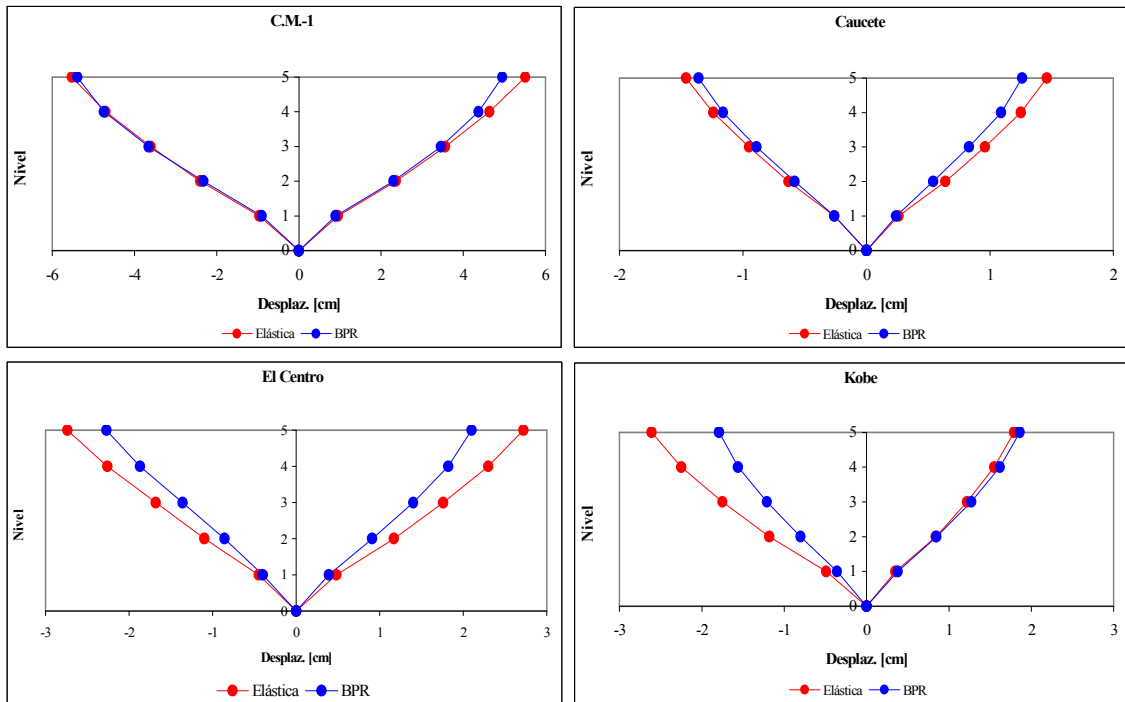 C.M.-1
5
4
3
2
1
0
Nivel
-6 -4 -2 0 2 4 6
Desplaz. [cm]
Elástica BPR
Caucete
5
4
3
2
1
0
Nivel
-2 -1 0 1 2
Desplaz. [cm]
Elástica BPR
El Centro
5
4
3
2
1
0
Nivel
-3 -2 -1 0 1 2 3
Desplaz. [cm]
Elástica BPR
Kobe
5
4
3
2
1
0
Nivel
-3 -2 -1 0 1 2 3
Desplaz. [cm]
Elástica BPR